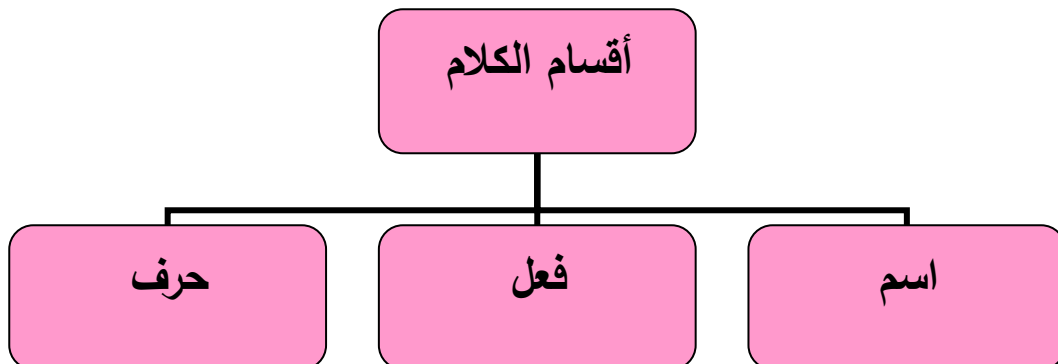 أقسام الكلام
اسم
فعل
حرف